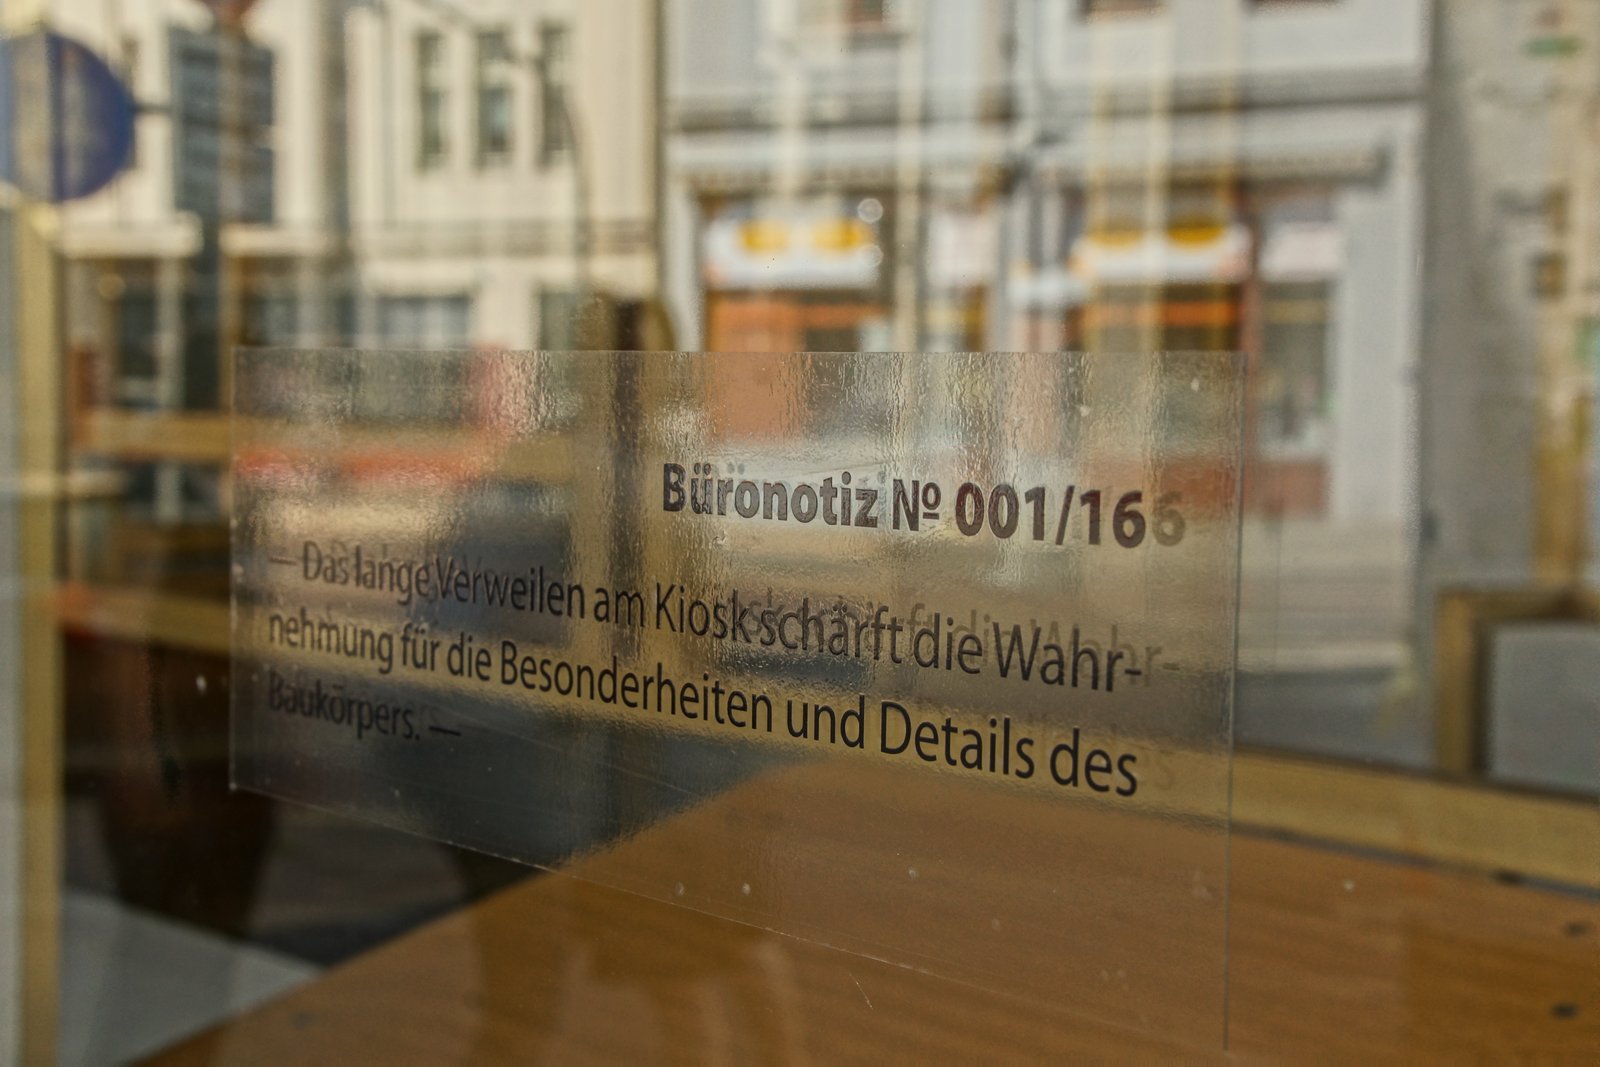 Büronotiz № 001/16
— Das lange Verweilen am Kiosk schärft die Wahr-
nehmung für die Besonderheiten und Details des
Baukörpers. —